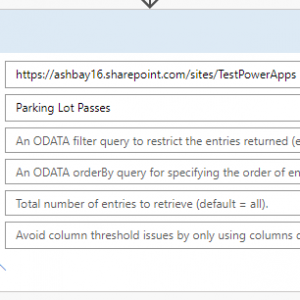 https://ashbay16.sharepoint.com/sites/TestPowerApps
Parking Lot Passes
An ODATA filter query to restrict the entries returned (e
An ODATA orderBy query for specifying the order of en
Total number of entries to retrieve (default = all).
Avoid column threshold issues by only using columns